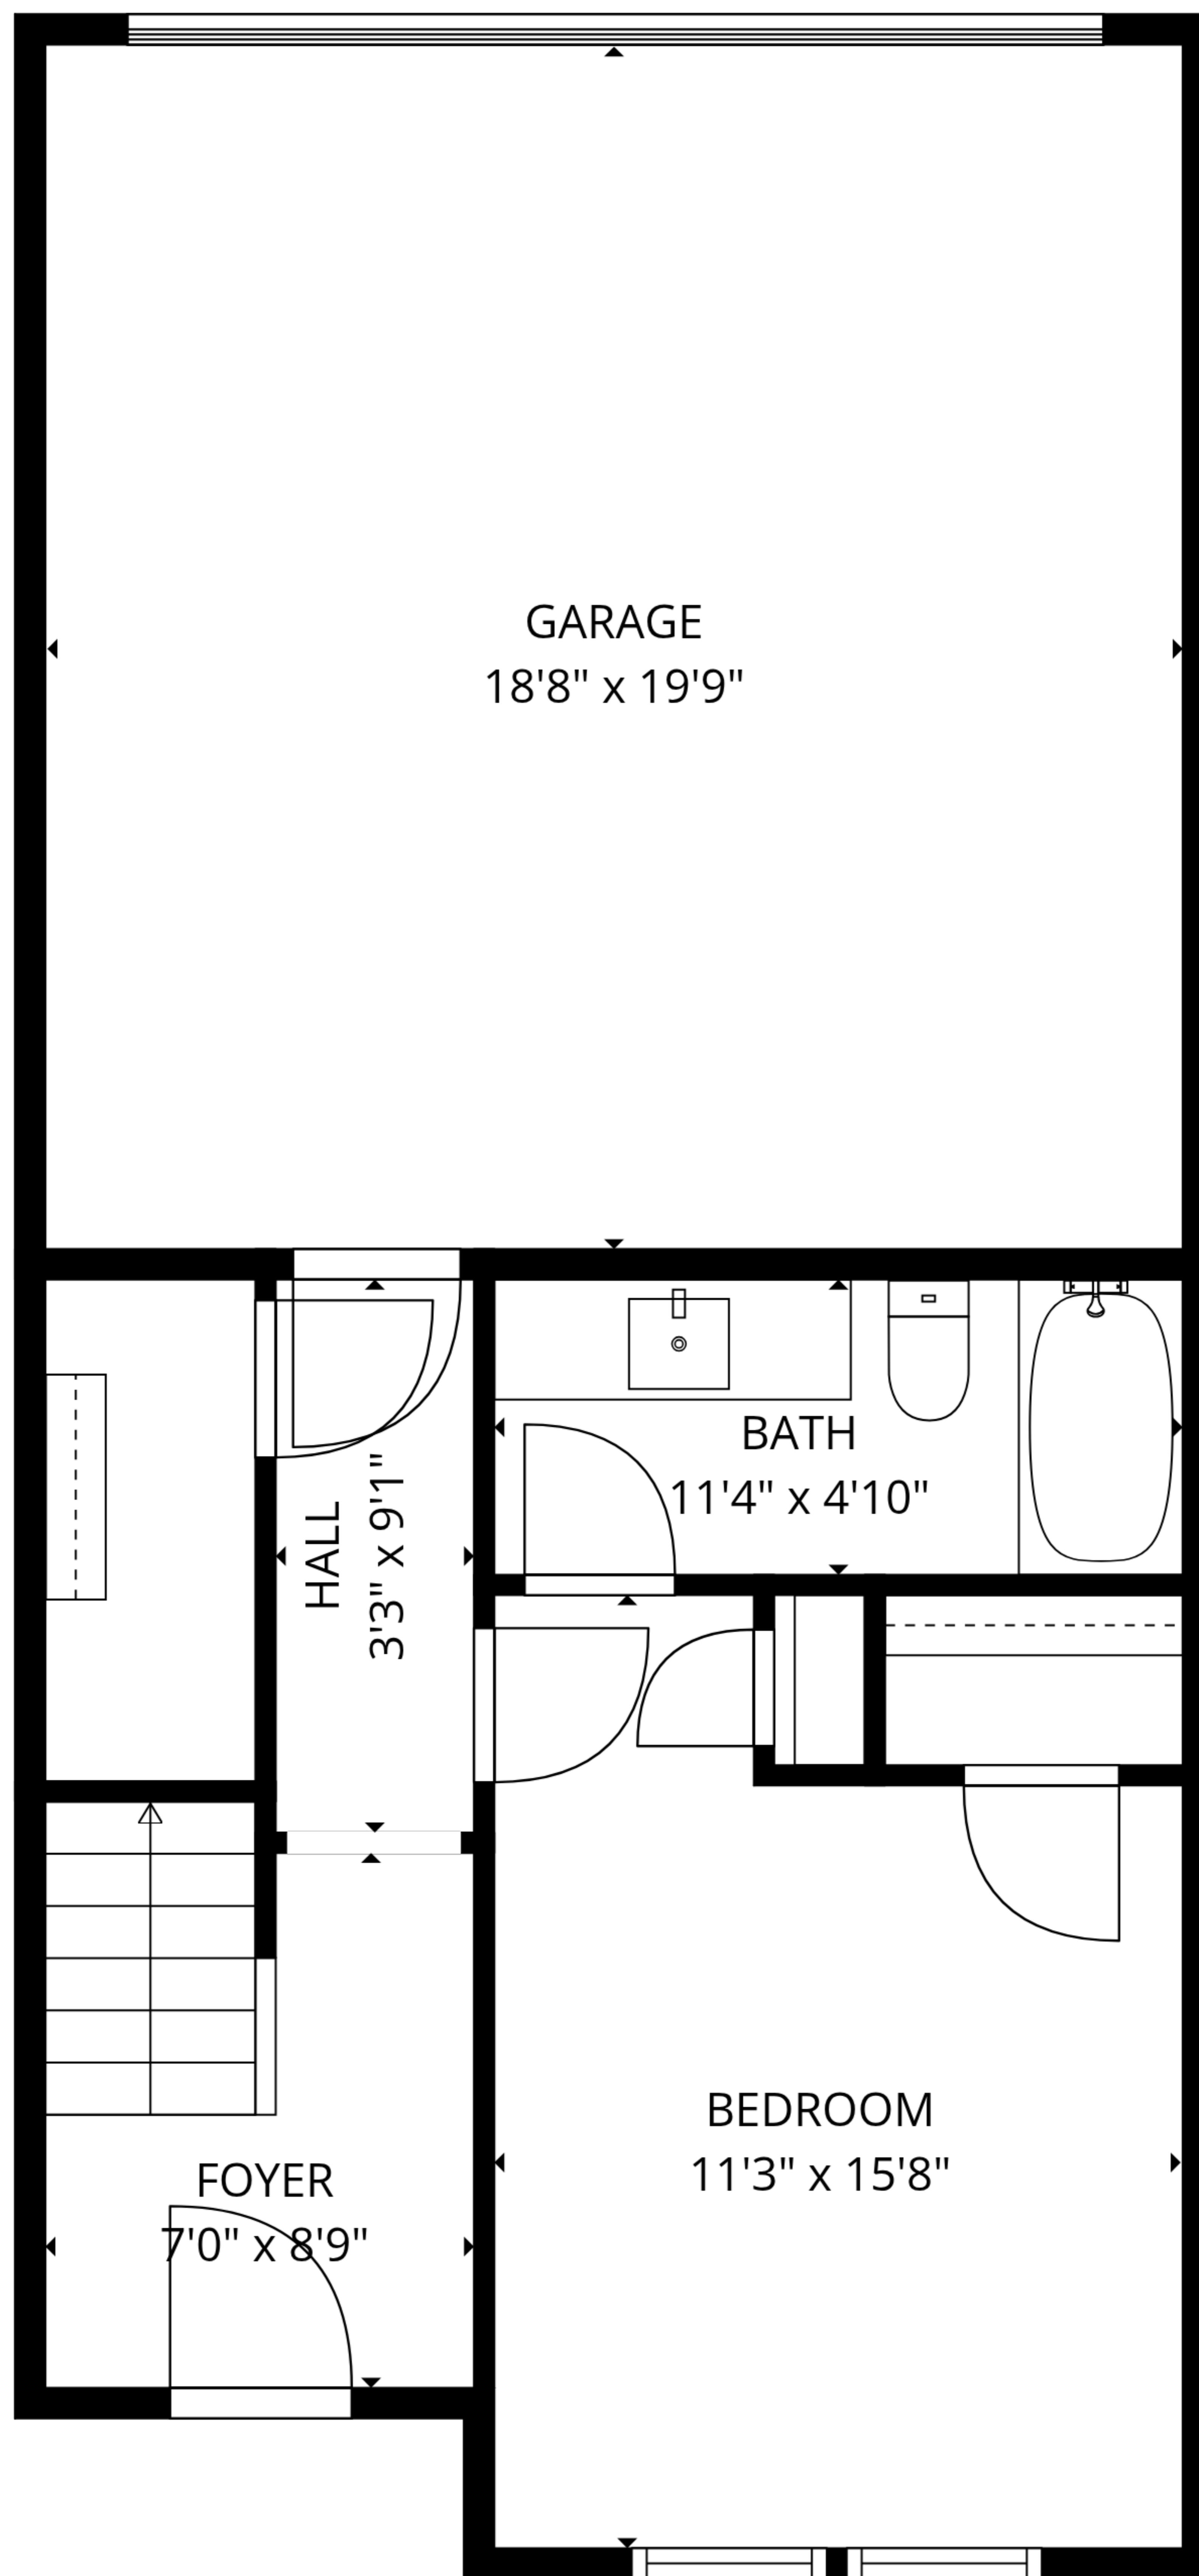 GARAGE
18'8" x 19'9"
BATH
11'4" x 4'10"
HALL
3'3" x 9'1"
BEDROOM
11'3" x 15'8"
FOYER
7'0" x 8'9"